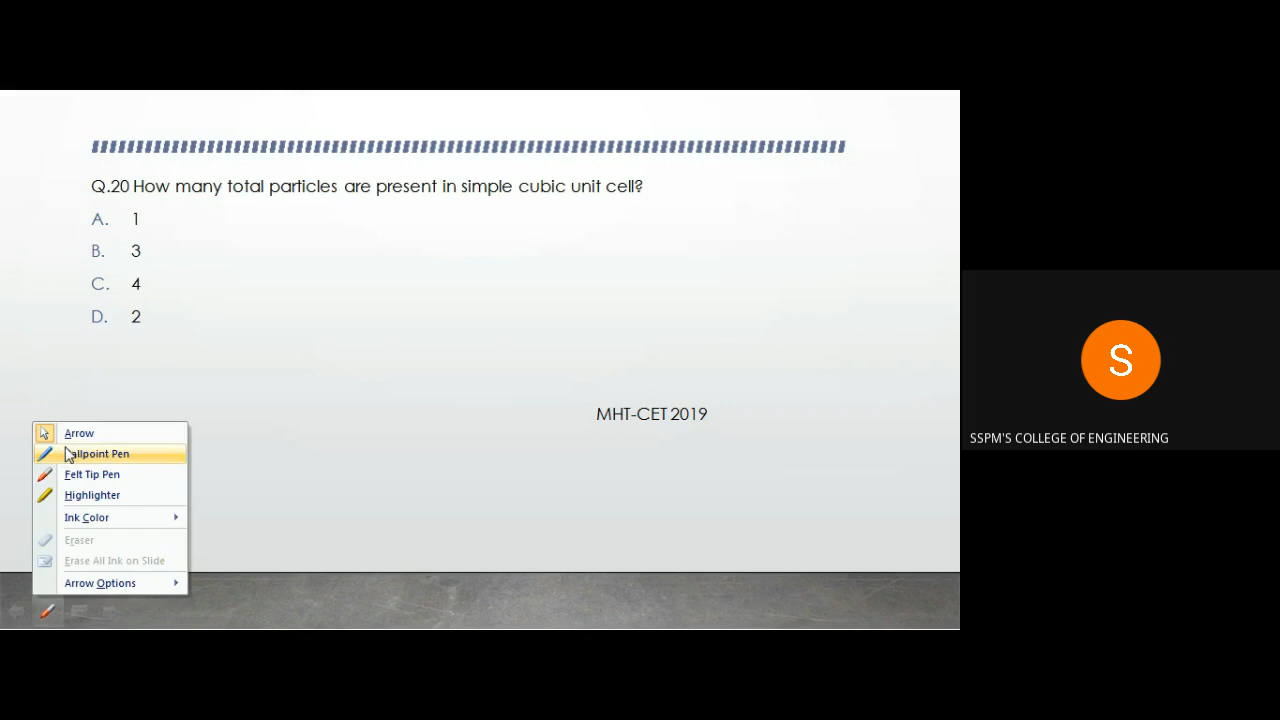 Q.20 How many total particles are present in simple cubic unit cell?
A. 1
B. 3
C. 4
D. 2
MHT-CET 2019
Arrow
Pen
Felt Tip Pen
Highlighter
Ink Color
Eraser
Erase All Ink on Slide
Arrow Options
S
SSPM'S COLLEGE OF ENGINEERING